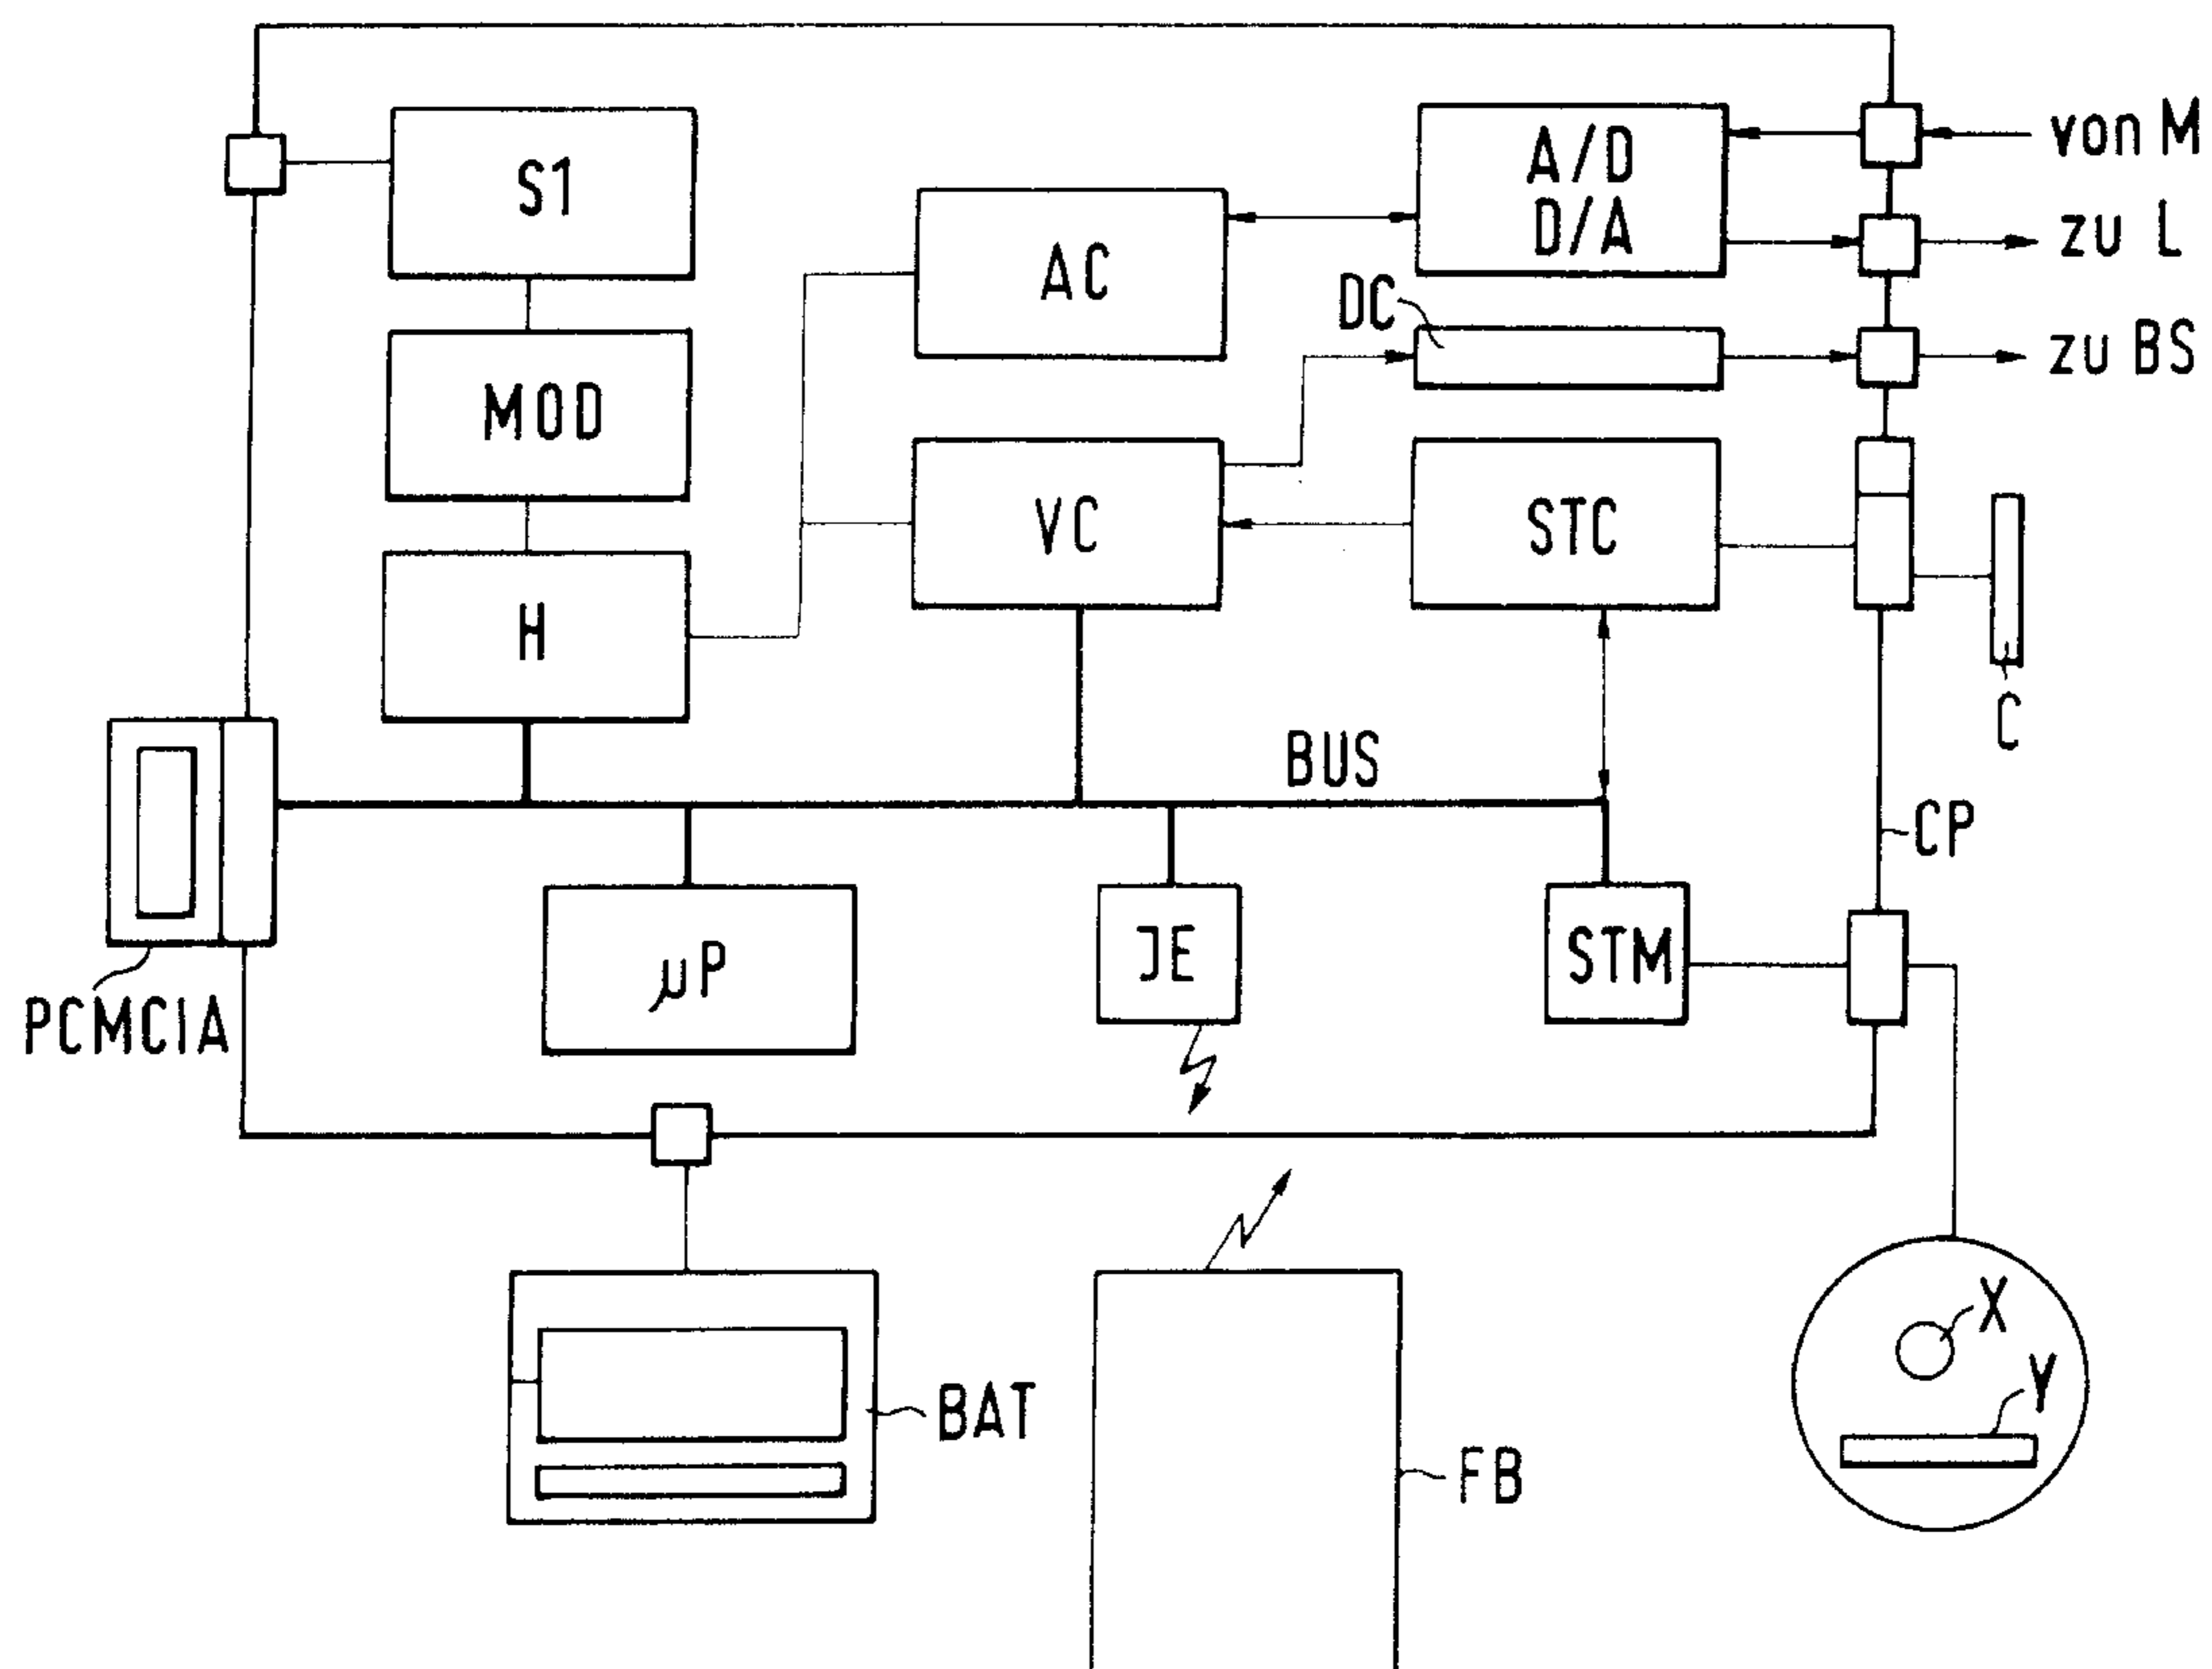 von M
S1
A/D
D/A
zu L
AC
DC
zu BS
MOD
VC
STC
H
C
BUS
CP
µP
JE
STM
PCMCIA
X
Y
BAT
FB